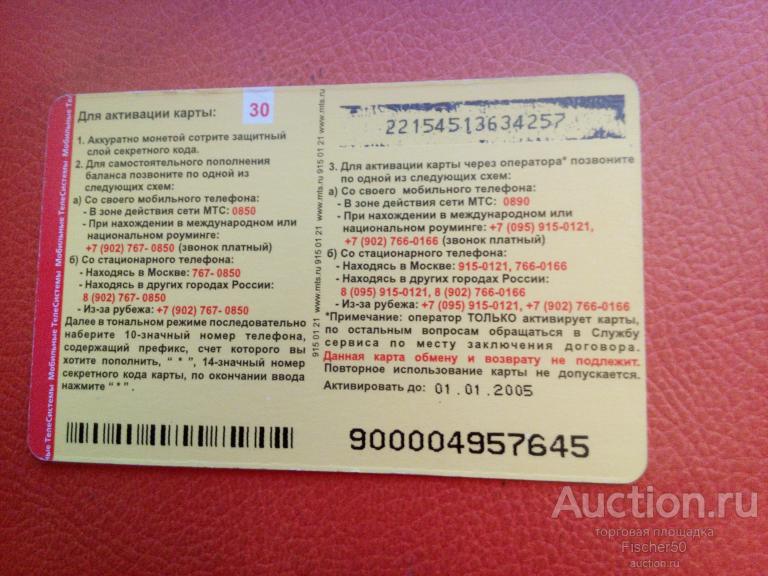 Для активации карты: 30
1. Аккуратно монетой сотрите защитный
слой секретного кода.
2. Для самостоятельного пополнения
баланса позвоните по одной из
следующих схем:
а) Со своего мобильного телефона:
- В зоне действия сети МТС: 0850
- При нахождении в международном или
национальном роуминге:
+7 (902) 767- 0850 (звонок платный)
б) Со стационарного телефона:
- Находясь в Москве: 767- 0850
- Находясь в других городах России:
8 (902) 767- 0850
- Из-за рубежа: +7 (902) 767- 0850
Далее в тональном режиме последовательно
наберите 10-значный номер телефона,
содержащий префикс, счет которого вы
хотите пополнить, “ * ”, 14-значный номер
секретного кода карты, по окончании ввода
нажмите “ * ” .
Мобильные ТелеСистемы Мобильные ТелеСистемы Мобильные Те
915 01 21 www.mts.ru 915 01 21 www.mts.ru 915 01 21 www.mts.ru
22154513634257
3. Для активации карты через оператора* позвоните
по одной из следующих схем:
а) Со своего мобильного телефона:
- В зоне действия сети МТС: 0890
- При нахождении в международном или
национальном роуминге: +7 (095) 915-0121,
+7 (902) 766-0166 (звонок платный)
б) Со стационарного телефона:
- Находясь в Москве: 915-0121, 766-0166
- Находясь в других городах России:
8 (095) 915-0121, 8 (902) 766-0166
- Из-за рубежа: +7 (095) 915-0121, +7 (902) 766-0166
*Примечание: оператор ТОЛЬКО активирует карты,
по остальным вопросам обращаться в Службу
сервиса по месту заключения договора.
Данная карта обмену и возврату не подлежит.
Повторное использование карты не допускается.
Активировать до: 01.01.2005
900004957645
Auction.ru
торговая площадка
Fischer50
auction.ru